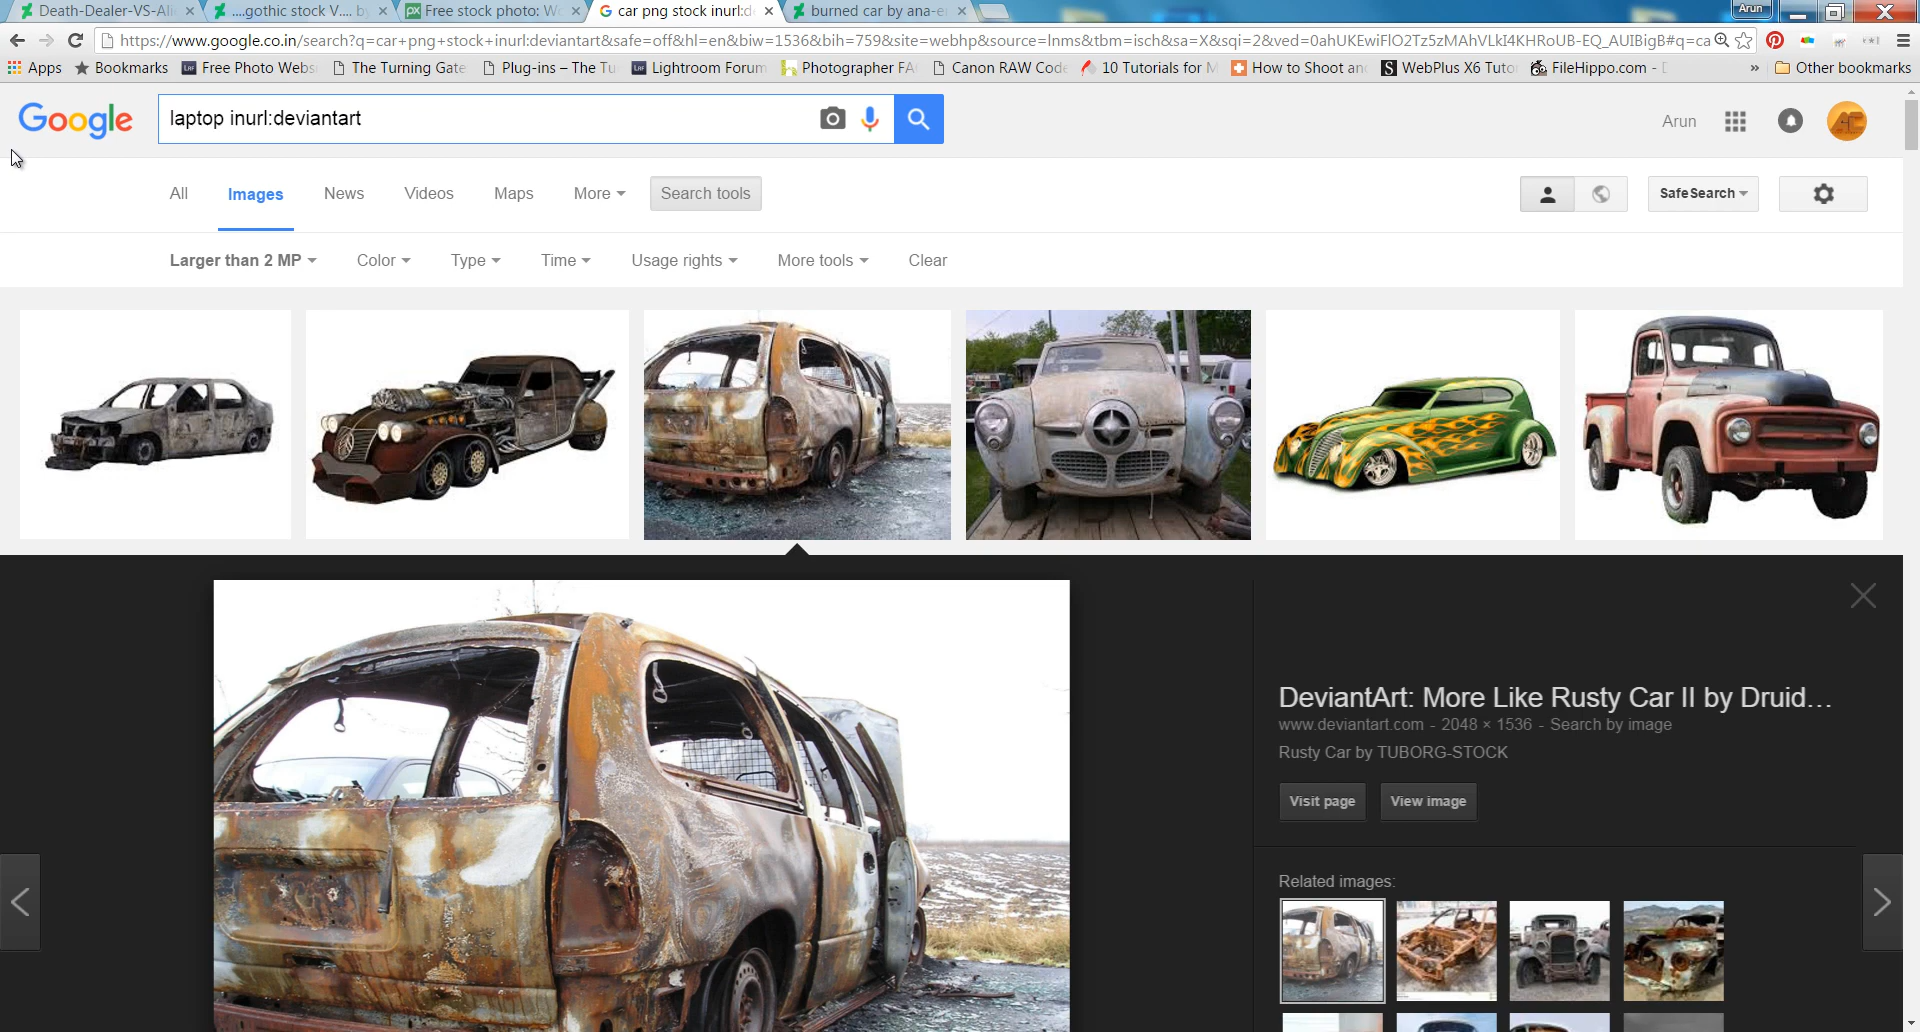 Death-Dealer-VS-Ali
....gothic stock V.... by
Free stock photo: Wo
car png stock inurl:d
burned car by ana-e
Arun
https://www.google.co.in/search?q=car+png+stock+inurl:deviantart&safe=off&hl=en&biw=1536&bih=759&site=webhp&source=lnms&tbm=isch&sa=X&sqi=2&ved=0ahUKEwiFlO2Tz5zMAhVLkI4KHRoUB-EQ_AUIBigB#q=ca
Apps Bookmarks Free Photo Webs The Turning Gate Plug-ins – The Tu Lightroom Forum Photographer FA Canon RAW Code 10 Tutorials for M How to Shoot an WebPlus X6 Tuto FileHippo.com - D » Other bookmarks
Google
laptop inurl:deviantart
Arun
All Images News Videos Maps More Search tools
SafeSearch
Larger than 2 MP Color Type Time Usage rights More tools Clear
DeviantArt: More Like Rusty Car II by Druid...
www.deviantart.com - 2048 × 1536 - Search by image
Rusty Car by TUBORG-STOCK
Visit page View image
Related images: